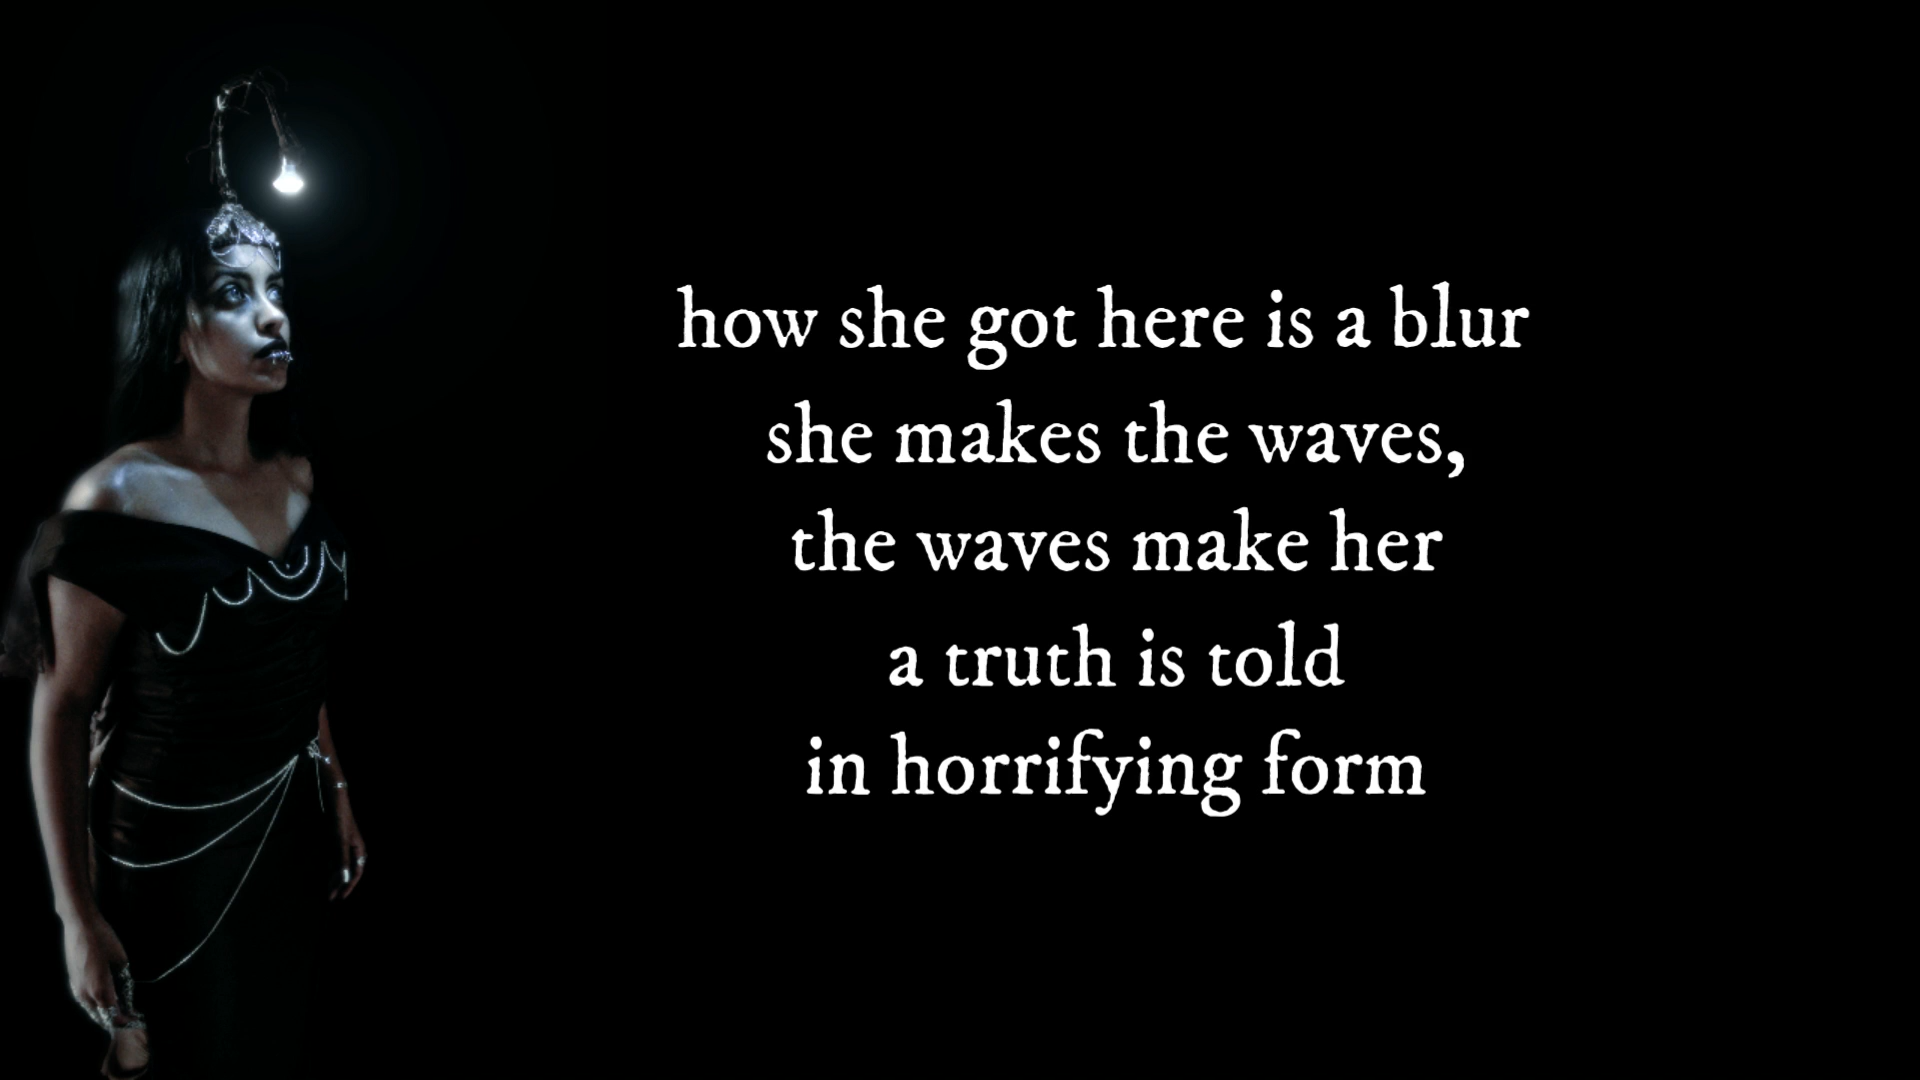 how she got here is a blur
she makes the waves,
the waves make her
a truth is told
in horrifying form